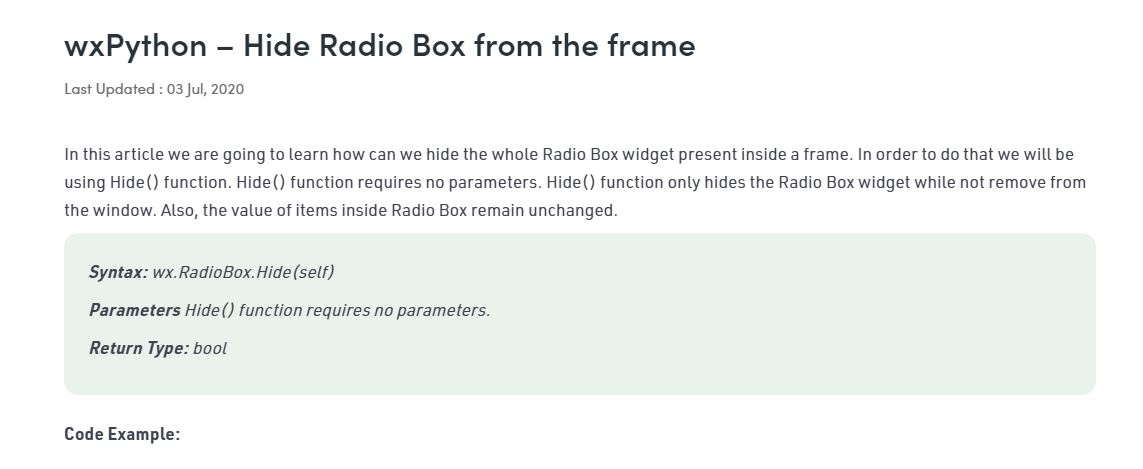 wxPython – Hide Radio Box from the frame
Last Updated : 03 Jul, 2020
In this article we are going to learn how can we hide the whole Radio Box widget present inside a frame. In order to do that we will be
using Hide() function. Hide() function requires no parameters. Hide() function only hides the Radio Box widget while not remove from
the window. Also, the value of items inside Radio Box remain unchanged.
Syntax: wx.RadioBox.Hide(self)
Parameters Hide() function requires no parameters.
Return Type: bool
Code Example: